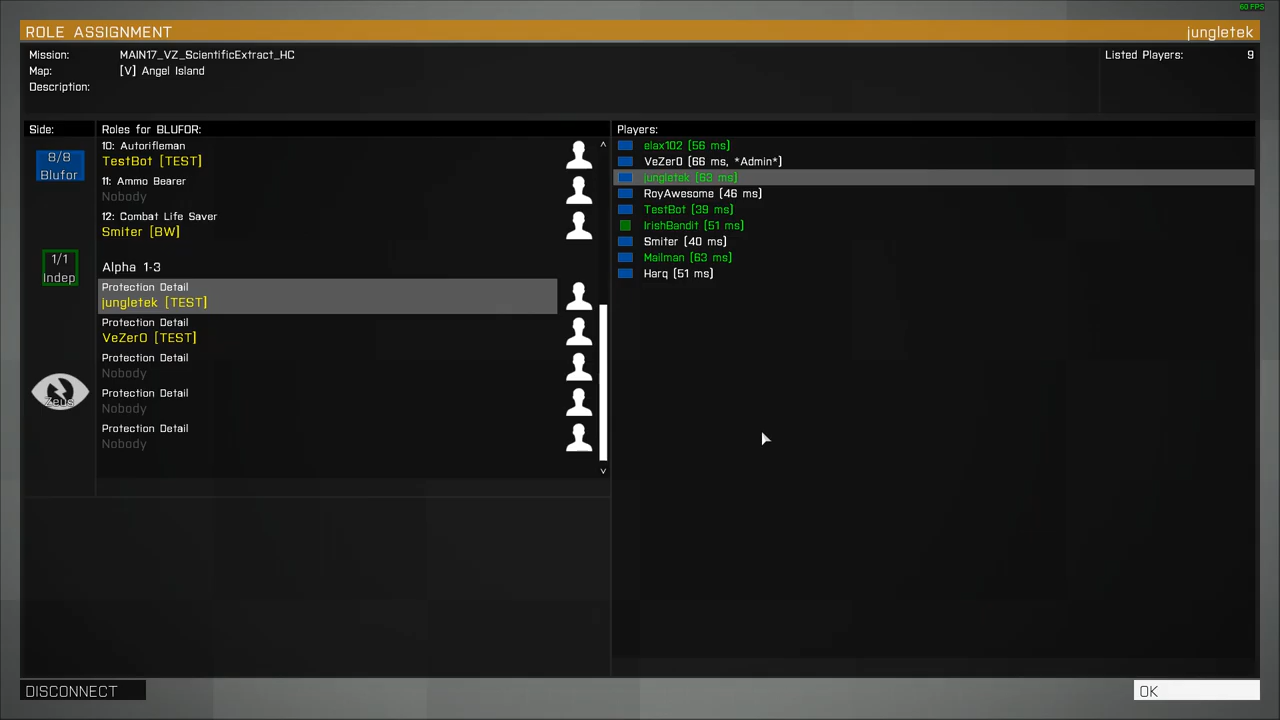 60 FPS
ROLE ASSIGNMENT
jungletek
Mission: MAIN17_VZ_ScientificExtract_HC
Listed Players: 9
Map: [V] Angel Island
Description:
Side:
Roles for BLUFOR:
Players:
8/8
Blufor
1/1
Indep
Zeus
10: Autorifleman
TestBot [TEST]
11: Ammo Bearer
Nobody
12: Combat Life Saver
Smiter [BW]
Alpha 1-3
Protection Detail
jungletek [TEST]
Protection Detail
VeZer0 [TEST]
Protection Detail
Nobody
Protection Detail
Nobody
Protection Detail
Nobody
elax102 (56 ms)
VeZer0 (66 ms, *Admin*)
jungletek (63 ms)
RoyAwesome (46 ms)
TestBot (39 ms)
IrishBandit (51 ms)
Smiter (40 ms)
Mailman (63 ms)
Harq (51 ms)
DISCONNECT
OK